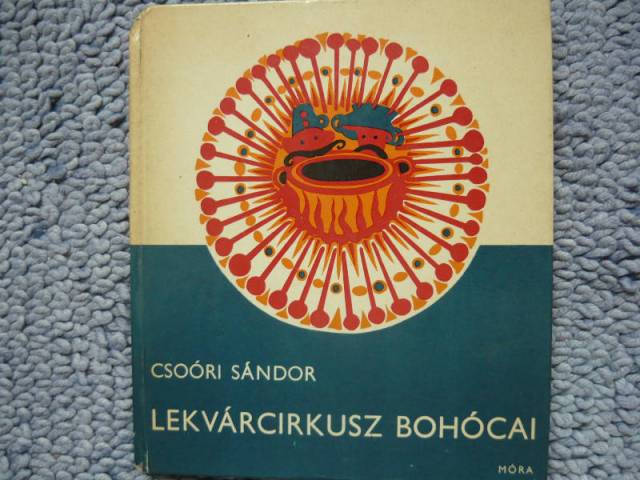 CSOÓRI SÁNDOR
LEKVÁRCIRKUSZ BOHÓCAI
MÓRA